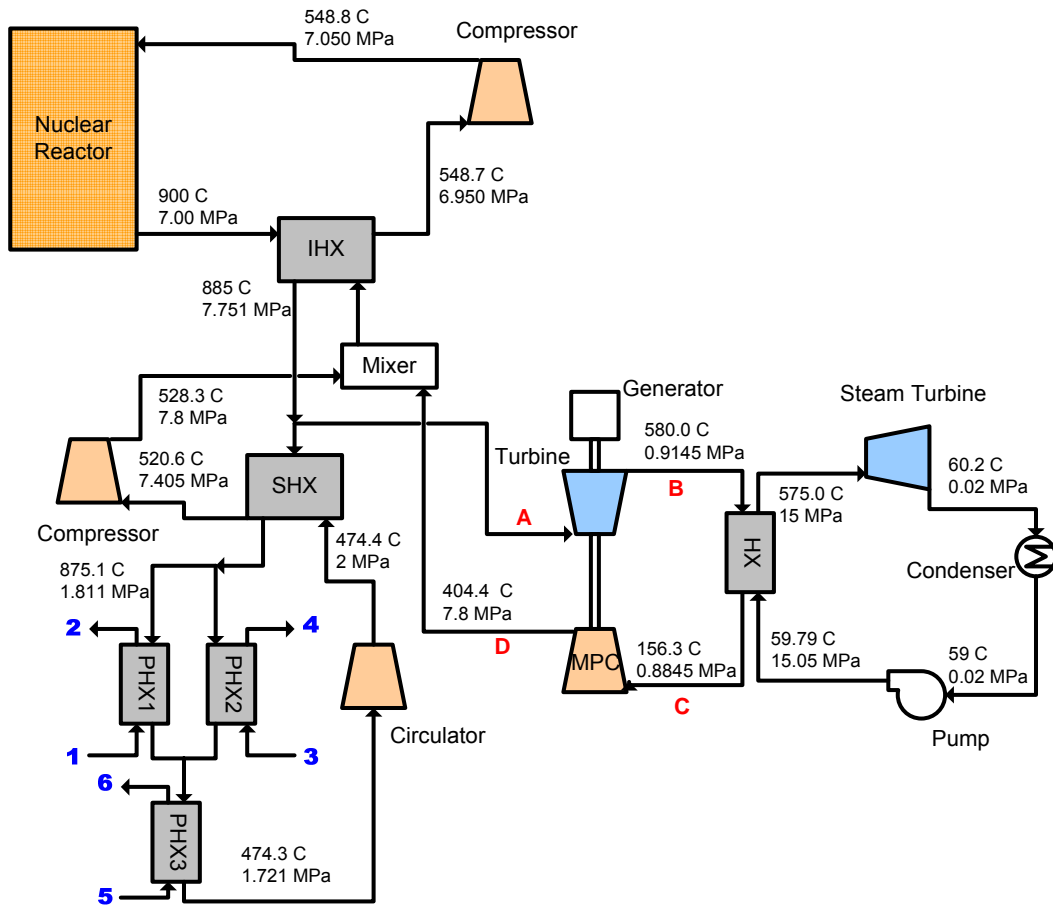 548.8 C
7.050 MPa
Compressor
Nuclear
Reactor
900 C
7.00 MPa
548.7 C
6.950 MPa
IHX
885 C
7.751 MPa
Mixer
528.3 C
7.8 MPa
Generator
Steam Turbine
580.0 C
0.9145 MPa
Turbine
60.2 C
0.02 MPa
520.6 C
7.405 MPa
SHX
B
575.0 C
15 MPa
Compressor
A
474.4 C
2 MPa
HX
Condenser
875.1 C
1.811 MPa
404.4 C
7.8 MPa
D
2
4
PHX1
PHX2
MPC
156.3 C
0.8845 MPa
59.79 C
15.05 MPa
59 C
0.02 MPa
C
1
3
Circulator
Pump
6
PHX3
474.3 C
1.721 MPa
5